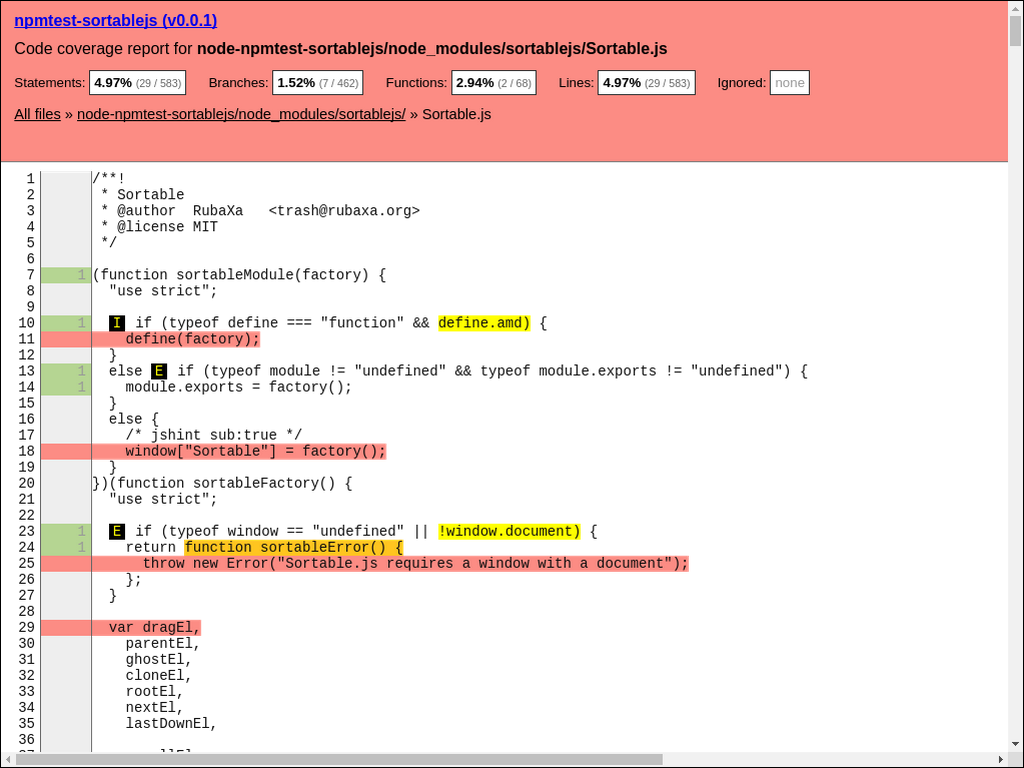 npmtest-sortablejs (v0.0.1)
Code coverage report for node-npmtest-sortablejs/node_modules/sortablejs/Sortable.js
Statements: 4.97% (29 / 583) Branches: 1.52% (7 / 462) Functions: 2.94% (2 / 68) Lines: 4.97% (29 / 583) Ignored: none
All files » node-npmtest-sortablejs/node_modules/sortablejs/ » Sortable.js
1 /**!
2  * Sortable
3  * @author  RubaXa   <trash@rubaxa.org>
4  * @license MIT
5  */
6
7 1 (function sortableModule(factory) {
8   "use strict";
9
10 1   I if (typeof define === "function" && define.amd) {
11     define(factory);
12   }
13 1   else E if (typeof module != "undefined" && typeof module.exports != "undefined") {
14 1     module.exports = factory();
15   }
16   else {
17     /* jshint sub:true */
18     window["Sortable"] = factory();
19   }
20 })(function sortableFactory() {
21   "use strict";
22
23 1   E if (typeof window == "undefined" || !window.document) {
24 1     return function sortableError() {
25       throw new Error("Sortable.js requires a window with a document");
26     };
27   }
28
29   var dragEl,
30     parentEl,
31     ghostEl,
32     cloneEl,
33     rootEl,
34     nextEl,
35     lastDownEl,
36